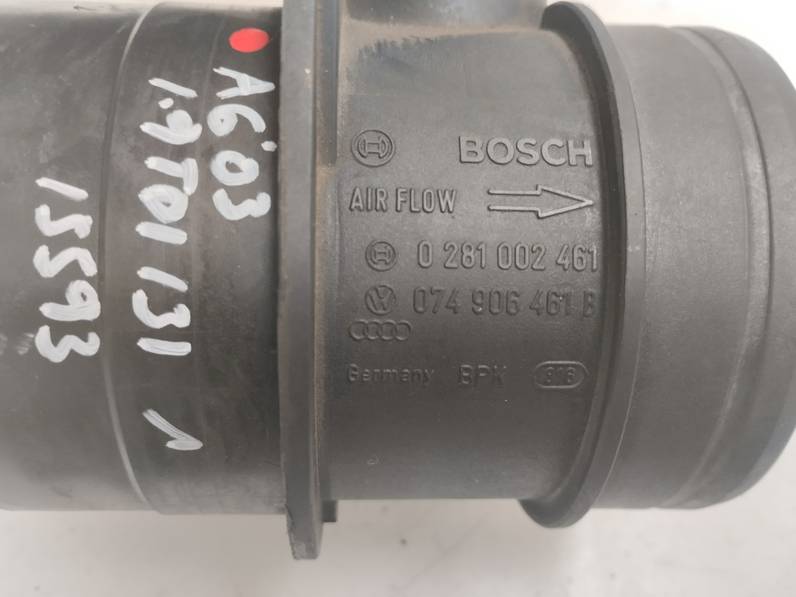 A6'03
1.9TDI 131
15593
BOSCH
AIR FLOW
0 281 002 461
074 906 461 B
Germany BPK